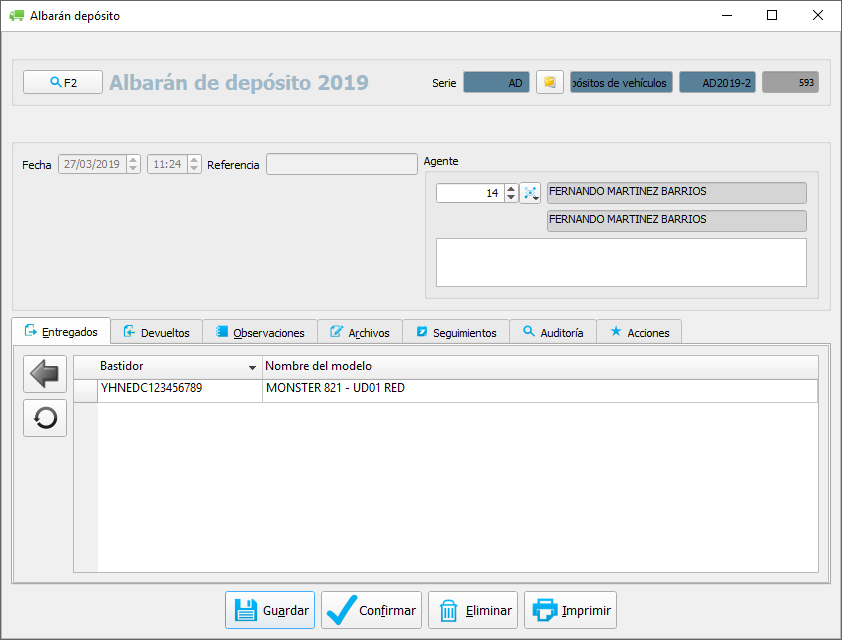 Albarán depósito
F2
Albarán de depósito 2019
Serie
AD
pósitos de vehículos
AD2019-2
593
Fecha
27/03/2019
11:24
Referencia
Agente
14
FERNANDO MARTINEZ BARRIOS
FERNANDO MARTINEZ BARRIOS
Entregados
Devueltos
Observaciones
Archivos
Seguimientos
Auditoría
Acciones
Bastidor
Nombre del modelo
YHNEDC123456789
MONSTER 821 - UD01 RED
Guardar
Confirmar
Eliminar
Imprimir